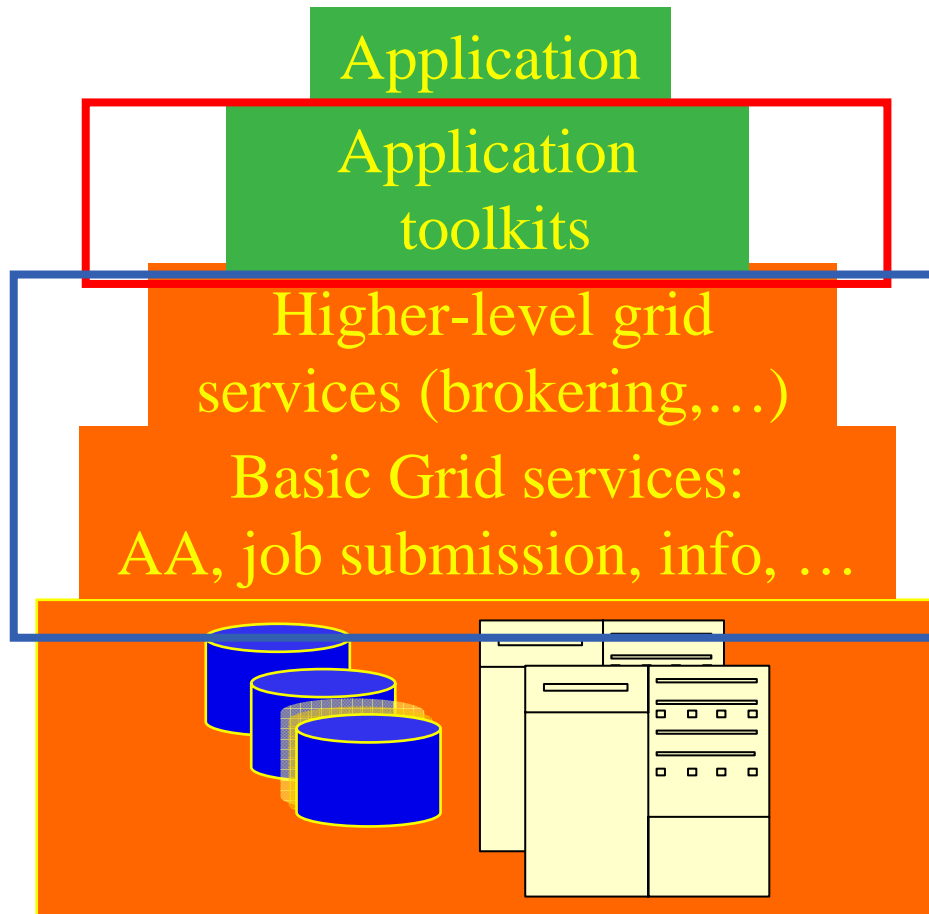 Application
Application
toolkits
Higher-level grid
services (brokering,…)
Basic Grid services:
AA, job submission, info, …